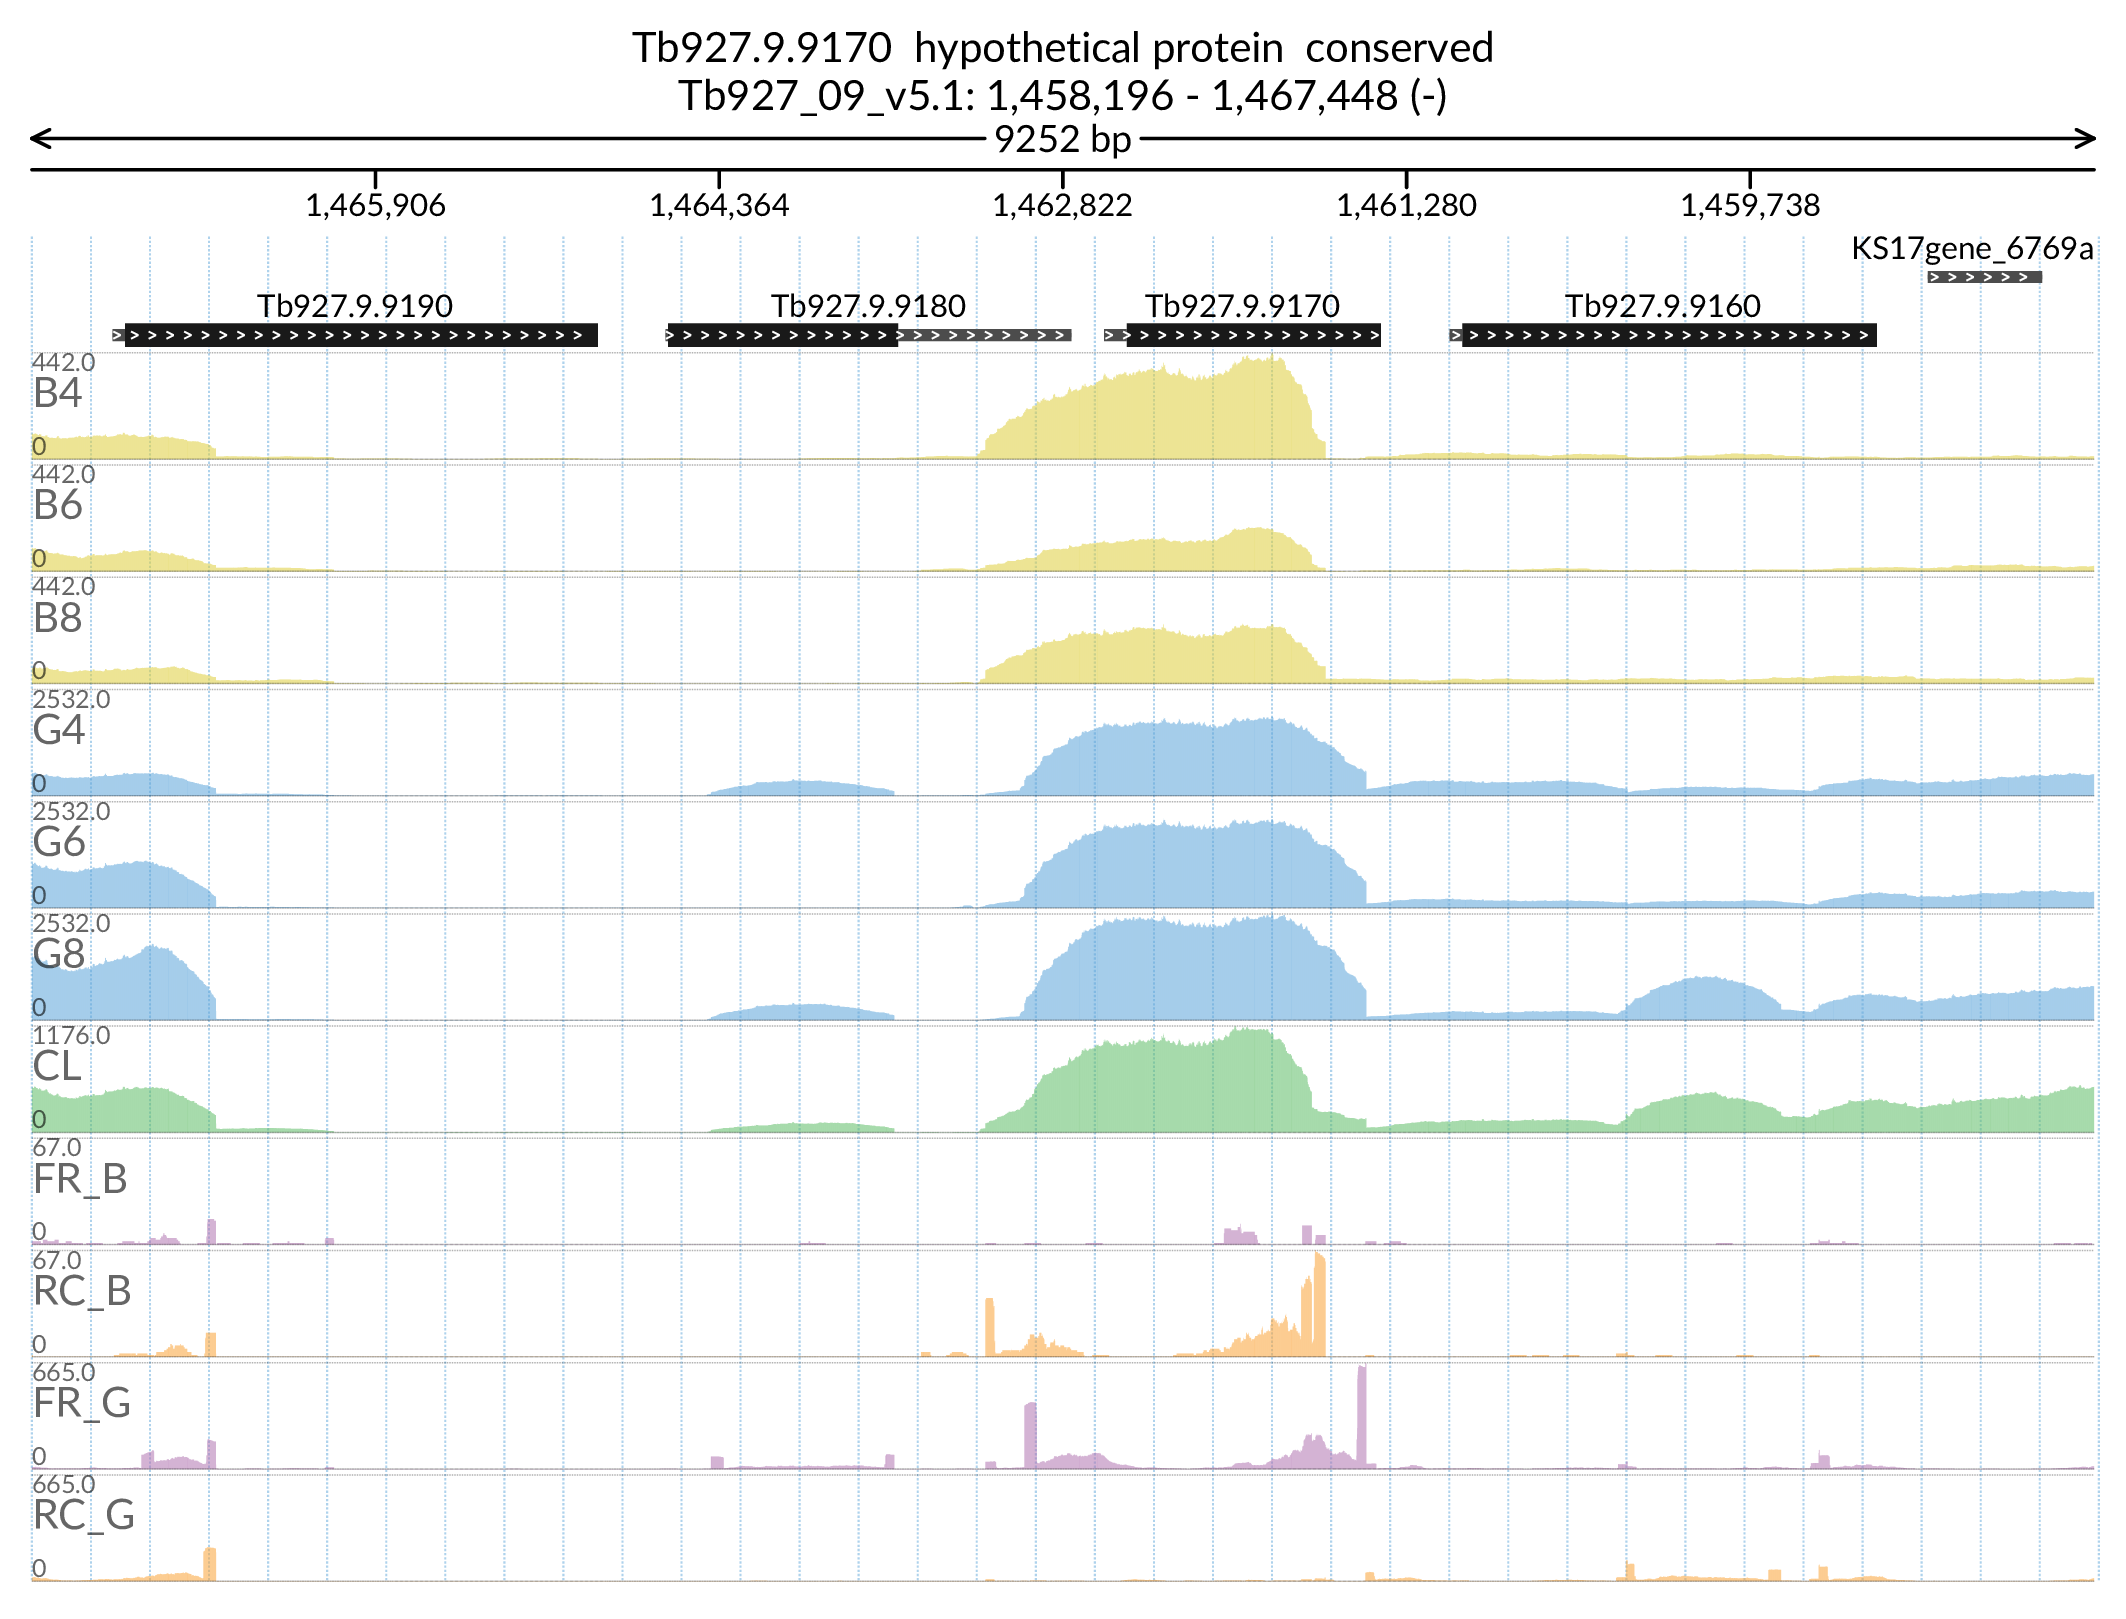 Tb927.9.9170  hypothetical protein  conserved
Tb927_09_v5.1: 1,458,196 - 1,467,448 (-)
9252 bp
1,465,906 1,464,364 1,462,822 1,461,280 1,459,738
KS17gene_6769a
Tb927.9.9190 Tb927.9.9180 Tb927.9.9170 Tb927.9.9160
442.0
B4
0
442.0
B6
0
442.0
B8
0
2532.0
G4
0
2532.0
G6
0
2532.0
G8
0
1176.0
CL
0
67.0
FR_B
0
67.0
RC_B
0
665.0
FR_G
0
665.0
RC_G
0